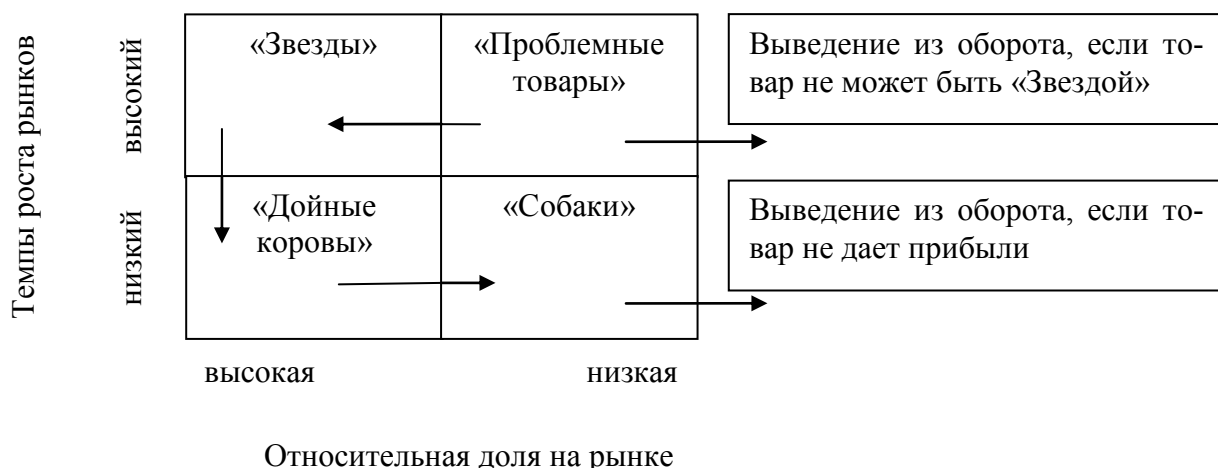 Темпы роста рынков
высокий
низкий
«Звезды»
«Проблемные
товары»
Выведение из оборота, если то-
вар не может быть «Звездой»
«Дойные
коровы»
«Собаки»
Выведение из оборота, если то-
вар не дает прибыли
высокая
низкая
Относительная доля на рынке